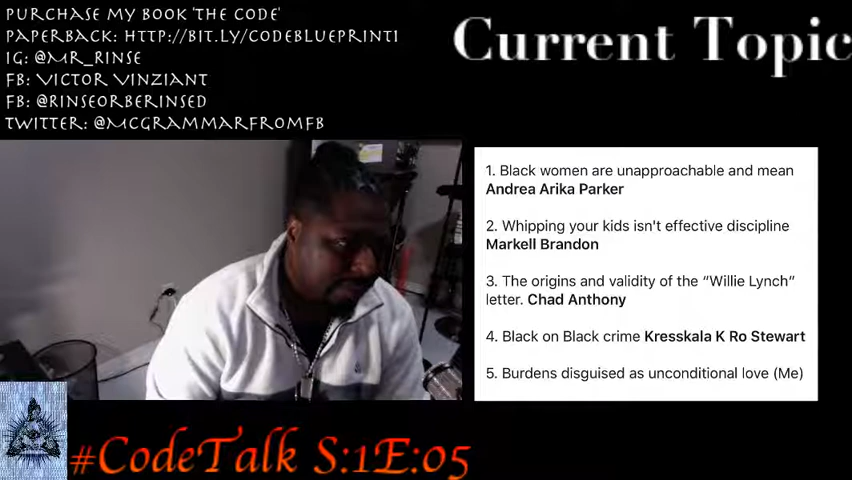 PURCHASE MY BOOK 'THE CODE'
PAPERBACK: HTTP://BIT.LY/CODEBLUEPRINT1
IG: @MR_RINSE
FB: VICTOR VINZIANT
FB: @RINSEORBERINSED
TWITTER: @MCGRAMMARFROMFB
Current Topic
1. Black women are unapproachable and mean
Andrea Arika Parker
2. Whipping your kids isn't effective discipline
Markell Brandon
3. The origins and validity of the “Willie Lynch”
letter. Chad Anthony
4. Black on Black crime Kresskala K Ro Stewart
5. Burdens disguised as unconditional love (Me)
#CodeTalk S:1E:05